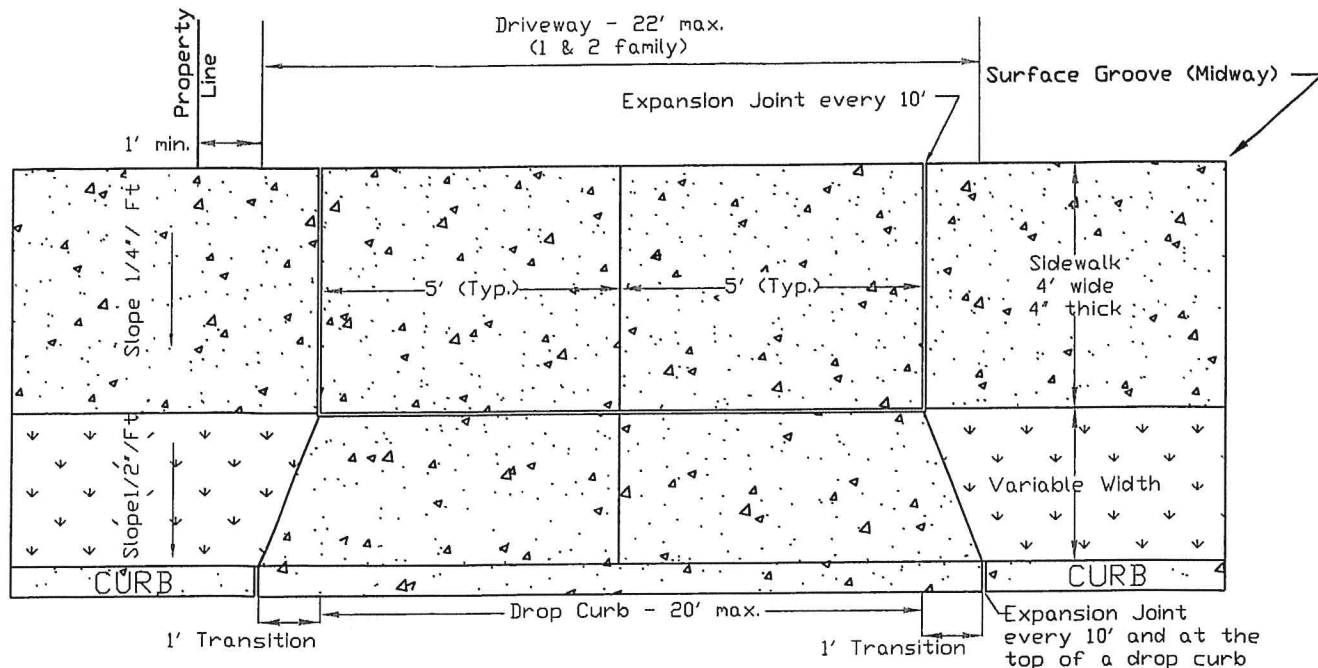 Driveway - 22' max.
(1 & 2 family)
Property
Line
Surface Groove (Midway)
Expansion Joint every 10'
1' min.
Slope 1/4"/ Ft
5' (Typ.)
5' (Typ.)
Sidewalk
4' wide
4" thick
Slope1/2"/Ft
Variable Width
CURB
CURB
Drop Curb - 20' max.
1' Transition
1' Transition
Expansion Joint
every 10' and at the
top of a drop curb